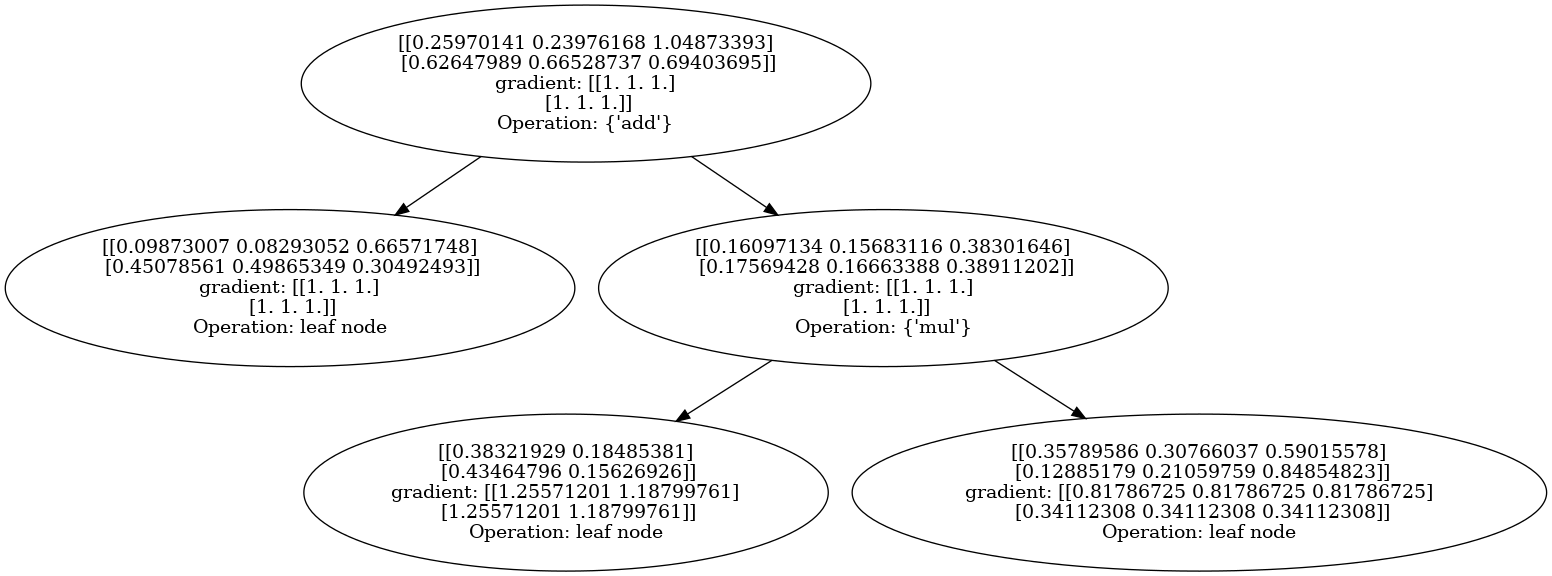 [[0.25970141 0.23976168 1.04873393]
[0.62647989 0.66528737 0.69403695]]
gradient: [[1. 1. 1.]
[1. 1. 1.]]
Operation: {'add'}
[[0.09873007 0.08293052 0.66571748]
[0.45078561 0.49865349 0.30492493]]
gradient: [[1. 1. 1.]
[1. 1. 1.]]
Operation: leaf node
[[0.16097134 0.15683116 0.38301646]
[0.17569428 0.16663388 0.38911202]]
gradient: [[1. 1. 1.]
[1. 1. 1.]]
Operation: {'mul'}
[[0.38321929 0.18485381]
[0.43464796 0.15626926]]
gradient: [[1.25571201 1.18799761]
[1.25571201 1.18799761]]
Operation: leaf node
[[0.35789586 0.30766037 0.59015578]
[0.12885179 0.21059759 0.84854823]]
gradient: [[0.81786725 0.81786725 0.81786725]
[0.34112308 0.34112308 0.34112308]]
Operation: leaf node